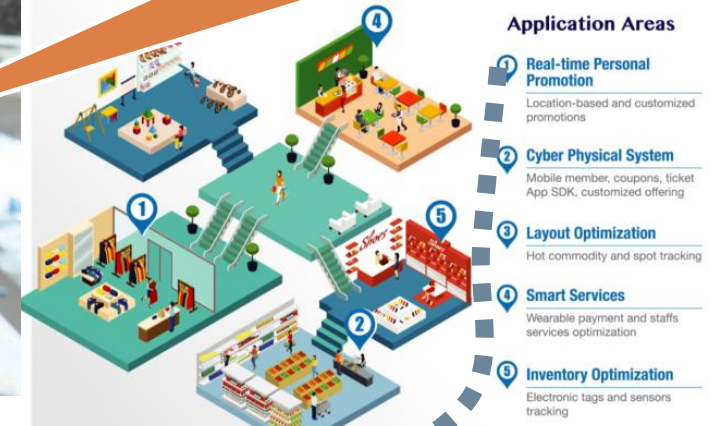 Application Areas
1
Real-time Personal
Promotion
Location-based and customized
promotions
2
Cyber Physical System
Mobile member, coupons, ticket
App SDK, customized offering
3
Layout Optimization
Hot commodity and spot tracking
4
Smart Services
Wearable payment and staffs
services optimization
5
Inventory Optimization
Electronic tags and sensors
tracking
4
1
5
Shoes
Shoes
2